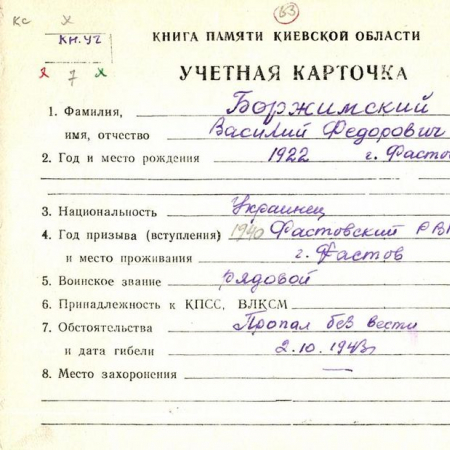 кс х 63
КН. УЧ КНИГА ПАМЯТИ КИЕВСКОЙ ОБЛАСТИ
х 7 х УЧЕТНАЯ КАРТОЧКА
1. Фамилия, Боржимский
имя, отчество Василий Федорович
2. Год и место рождения 1922 г. Фастов
3. Национальность Украинец
4. Год призыва (вступления) 1940 Фастовский РВК
и место проживания г. Фастов
5. Воинское звание рядовой
6. Принадлежность к КПСС, ВЛКСМ
7. Обстоятельства Пропал без вести
и дата гибели 2.10.1943г
8. Место захоронения —